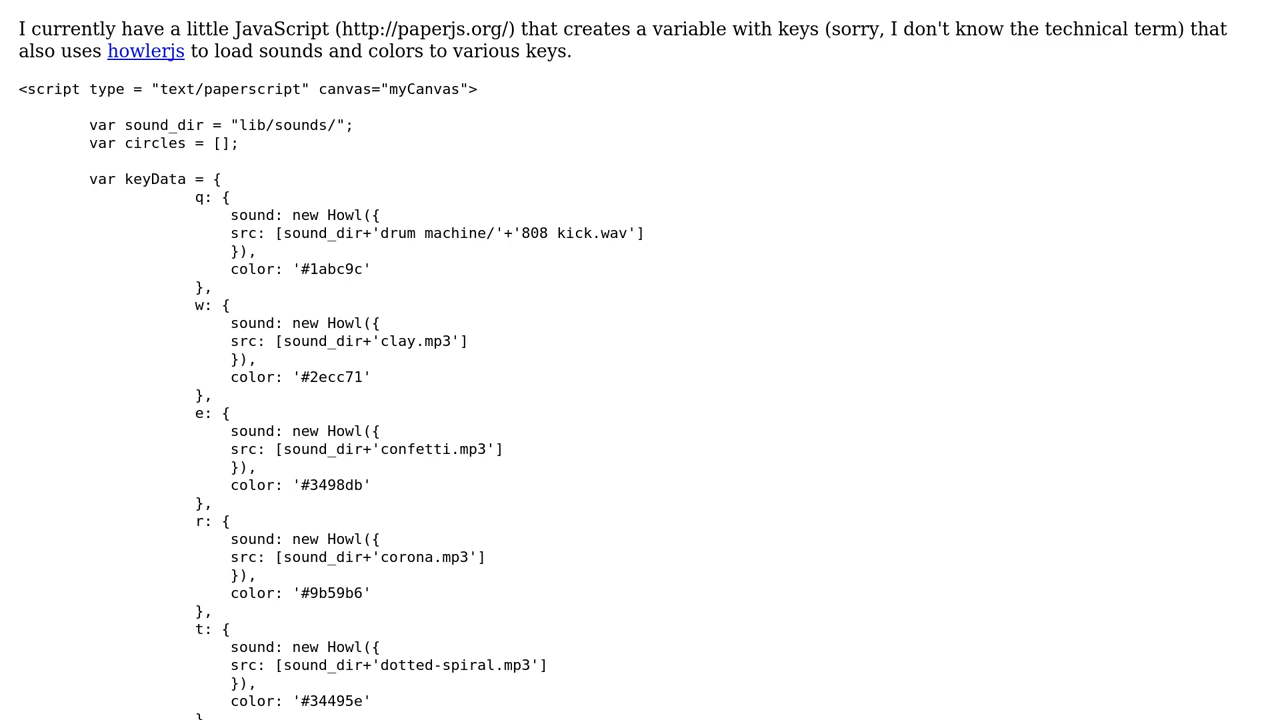 I currently have a little JavaScript (http://paperjs.org/) that creates a variable with keys (sorry, I don't know the technical term) that
also uses howlerjs to load sounds and colors to various keys.
<script type = "text/paperscript" canvas="myCanvas">
var sound_dir = "lib/sounds/";
var circles = [];
var keyData = {
q: {
sound: new Howl({
src: [sound_dir+'drum machine/'+'808 kick.wav']
}),
color: '#1abc9c'
},
w: {
sound: new Howl({
src: [sound_dir+'clay.mp3']
}),
color: '#2ecc71'
},
e: {
sound: new Howl({
src: [sound_dir+'confetti.mp3']
}),
color: '#3498db'
},
r: {
sound: new Howl({
src: [sound_dir+'corona.mp3']
}),
color: '#9b59b6'
},
t: {
sound: new Howl({
src: [sound_dir+'dotted-spiral.mp3']
}),
color: '#34495e'